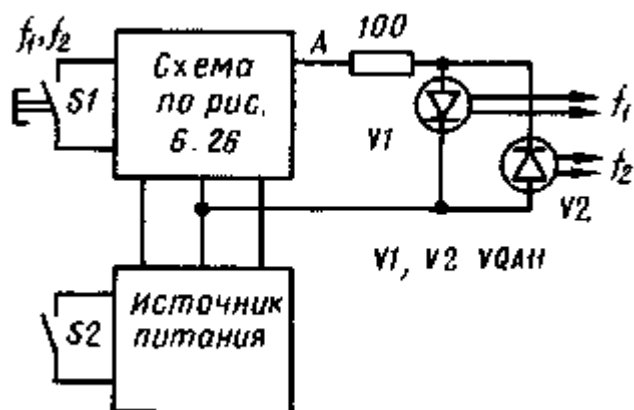 f1, f2
S1
Схема
по рис.
6.26
A
100
V1
f1
f2
V2
V1, V2 VQA11
S2
Источник
питания